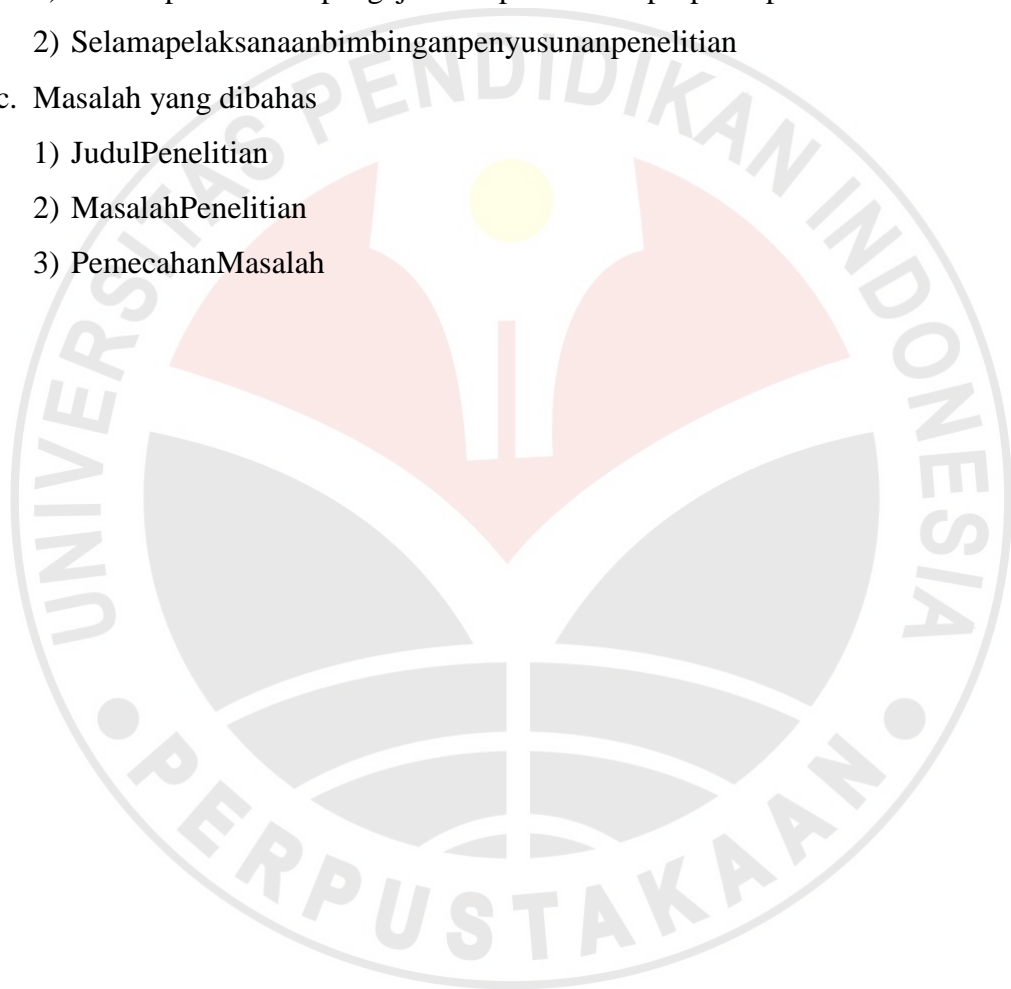 2) Selamapelaksanaanbimbinganpenyusunanpenelitian
c. Masalah yang dibahas
1) JudulPenelitian
2) MasalahPenelitian
3) PemecahanMasalah
UNIVERSITAS PENDIDIKAN INDONESIA
PERPUSTAKAAN